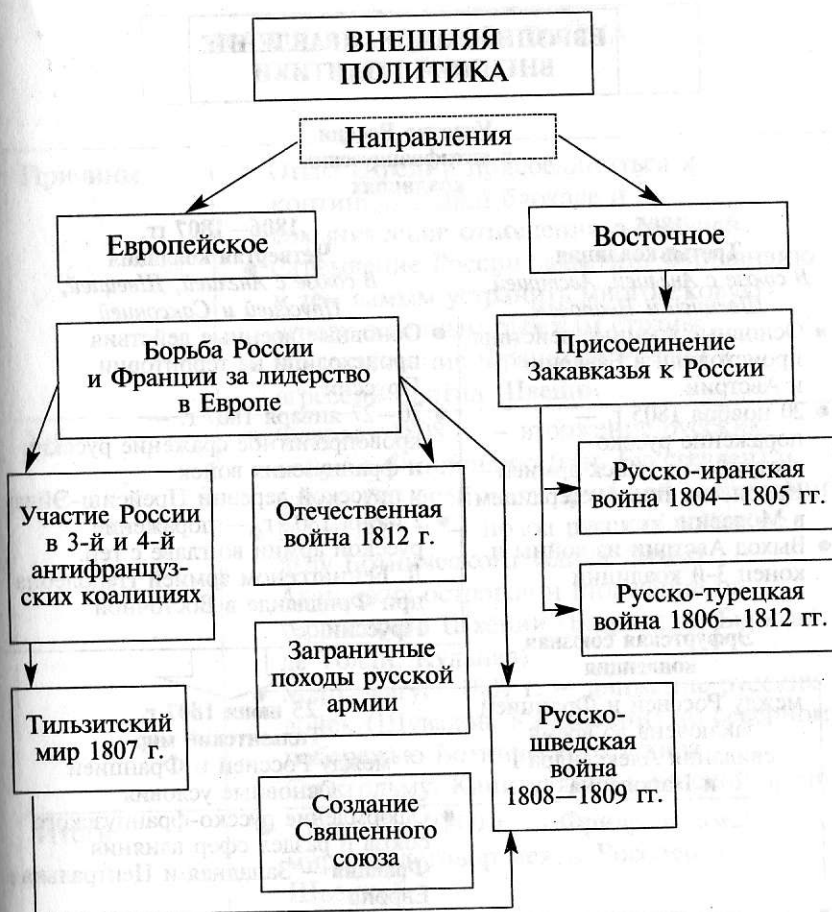 ВНЕШНЯЯ
ПОЛИТИКА
Направления
Европейское
Восточное
Борьба России
и Франции за лидерство
в Европе
Присоединение
Закавказья к России
Участие России
в 3-й и 4-й
антифранцуз-
ских коалициях
Отечественная
война 1812 г.
Русско-иранская
война 1804—1805 гг.
Русско-турецкая
война 1806—1812 гг.
Заграничные
походы русской
армии
Тильзитский
мир 1807 г.
Русско-
шведская
война
1808—1809 гг.
Создание
Священного
союза